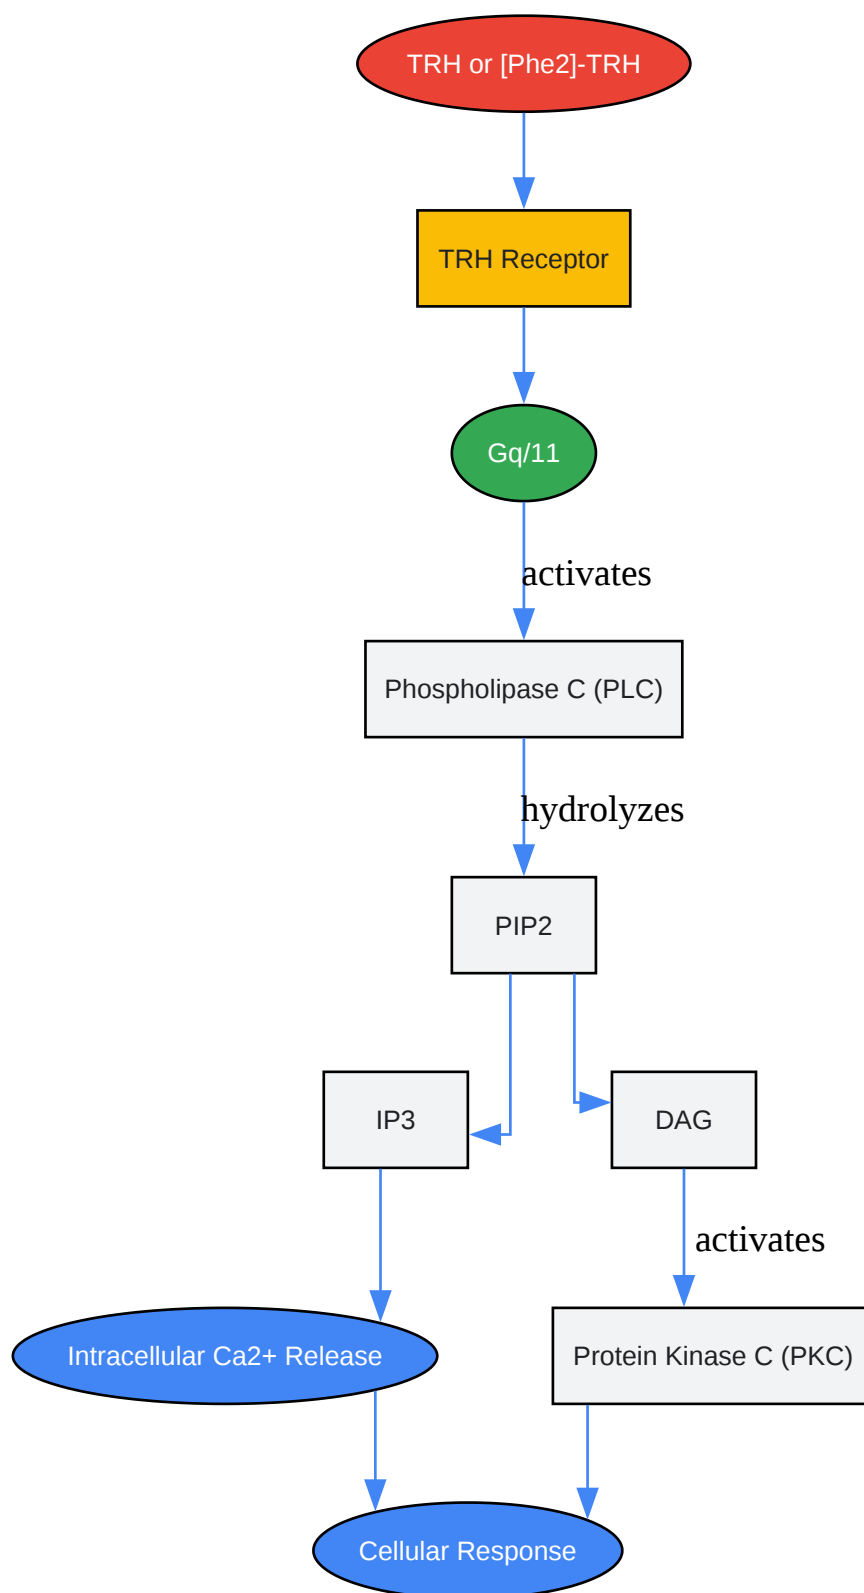 TRH or [Phe2]-TRH
TRH Receptor
Gq/11
activates
Phospholipase C (PLC)
hydrolyzes
PIP2
IP3
DAG
activates
Intracellular Ca2+ Release
Protein Kinase C (PKC)
Cellular Response